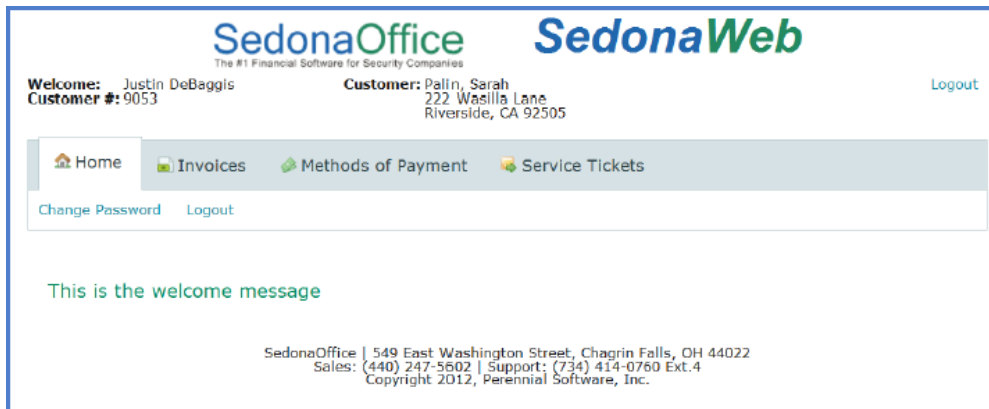 SedonaOffice
The #1 Financial Software for Security Companies
SedonaWeb
Welcome: Justin DeBaggis
Customer #: 9053
Customer: Palin, Sarah
222 Wasilla Lane
Riverside, CA 92505
Logout
Home Invoices Methods of Payment Service Tickets
Change Password Logout
This is the welcome message
SedonaOffice | 549 East Washington Street, Chagrin Falls, OH 44022
Sales: (440) 247-5602 | Support: (734) 414-0760 Ext.4
Copyright 2012, Perennial Software, Inc.